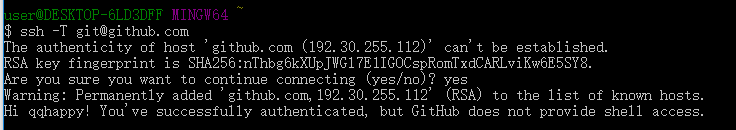 user@DESKTOP-6LD3DFF MINGW64 ~
$ ssh -T git@github.com
The authenticity of host 'github.com (192.30.255.112)' can't be established.
RSA key fingerprint is SHA256:nThbg6kXUpJWGl7E1IGOCspRomTxdCARLviKw6E5SY8.
Are you sure you want to continue connecting (yes/no)? yes
Warning: Permanently added 'github.com,192.30.255.112' (RSA) to the list of known hosts.
Hi qqhappy! You've successfully authenticated, but GitHub does not provide shell access.